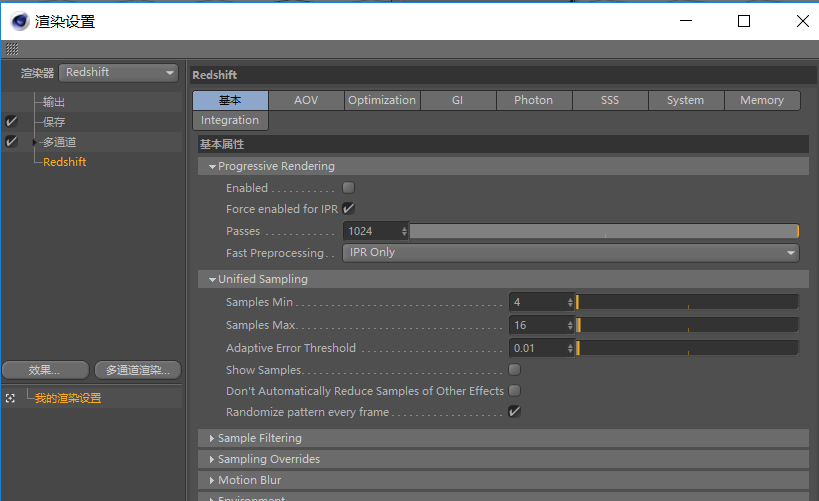 渲染设置
渲染器 Redshift
输出
保存
多通道
Redshift
效果...
多通道渲染...
我的渲染设置
Redshift
基本 AOV Optimization GI Photon SSS System Memory
Integration
基本属性
Progressive Rendering
Enabled
Force enabled for IPR
Passes 1024
Fast Preprocessing IPR Only
Unified Sampling
Samples Min 4
Samples Max 16
Adaptive Error Threshold 0.01
Show Samples
Don't Automatically Reduce Samples of Other Effects
Randomize pattern every frame
Sample Filtering
Sampling Overrides
Motion Blur
Environment